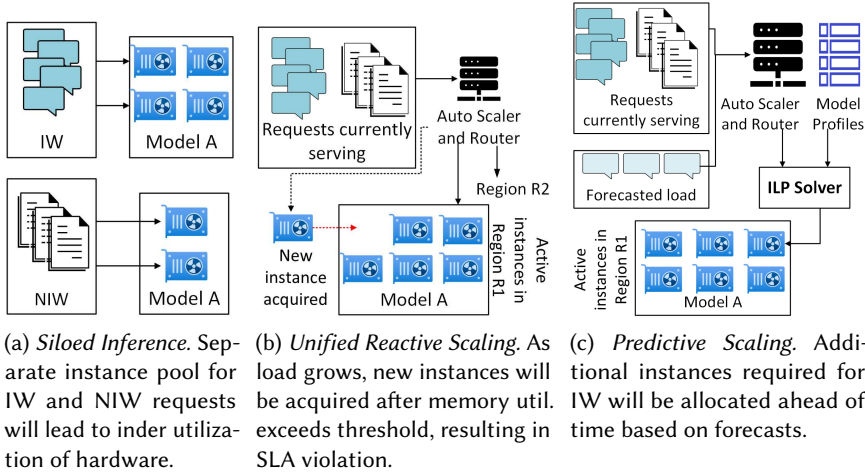 IW
Model A
NIW
Model A
(a) Siloed Inference. Sep-
arate instance pool for
IW and NIW requests
will lead to inder utiliza-
tion of hardware.
Requests currently
serving
Auto Scaler
and Router
Region R2
New
instance
acquired
Model A
Active
instances in
Region R1
(b) Unified Reactive Scaling. As
load grows, new instances will
be acquired after memory util.
exceeds threshold, resulting in
SLA violation.
Requests
currently serving
Auto Scaler
and Router
Model
Profiles
Forecasted load
ILP Solver
Active
instances in
Region R1
Model A
(c) Predictive Scaling. Addi-
tional instances required for
IW will be allocated ahead of
time based on forecasts.